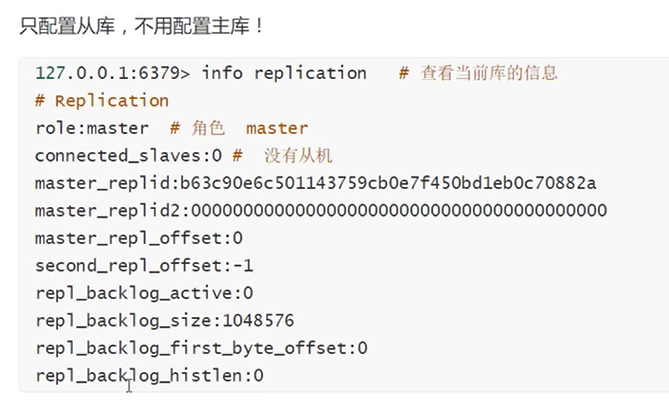 只配置从库，不用配置主库！
127.0.0.1:6379> info replication   # 查看当前库的信息
# Replication
role:master  # 角色  master
connected_slaves:0 #  没有从机
master_replid:b63c90e6c501143759cb0e7f450bd1eb0c70882a
master_replid2:0000000000000000000000000000000000000000
master_repl_offset:0
second_repl_offset:-1
repl_backlog_active:0
repl_backlog_size:1048576
repl_backlog_first_byte_offset:0
repl_backlog_histlen:0